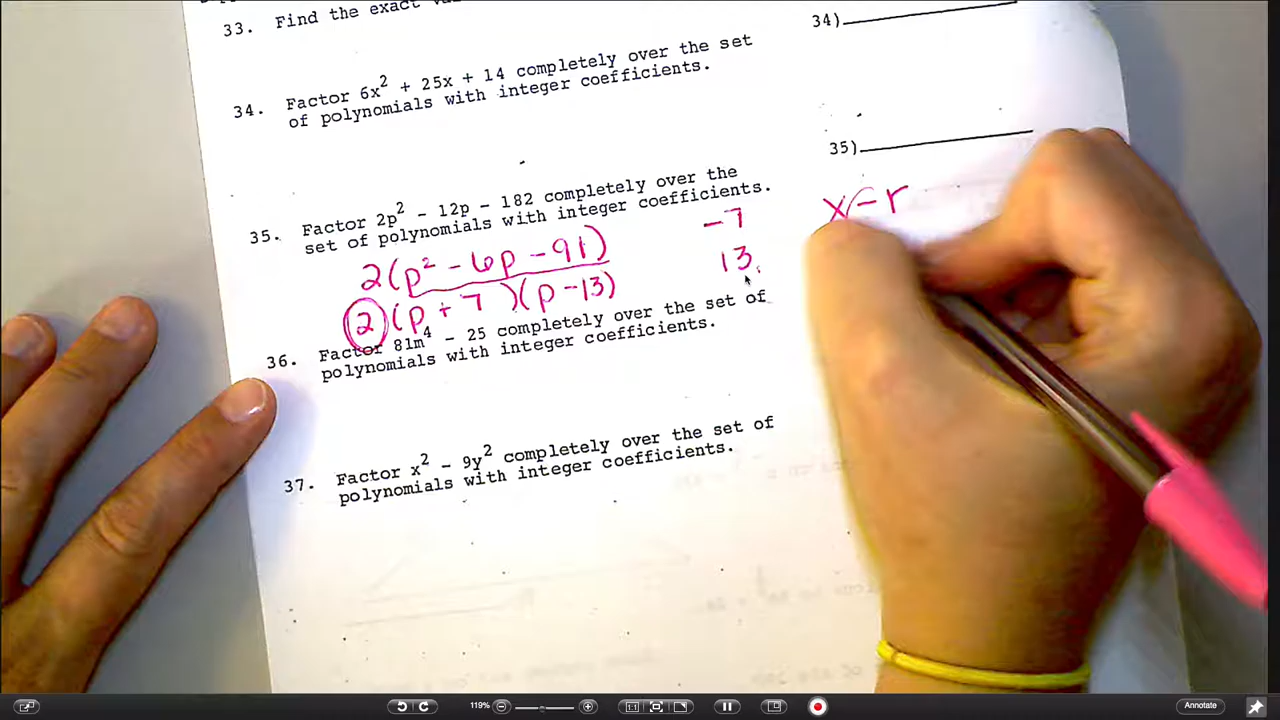 33. Find the exact
34)
34. Factor 6x² + 25x + 14 completely over the set
of polynomials with integer coefficients.
35)
35. Factor 2p² - 12p - 182 completely over the
set of polynomials with integer coefficients.
x - r
-7
2(p² - 6p - 91)
13
2(p + 7)(p - 13)
36. Factor 81m⁴ - 25 completely over the set of
polynomials with integer coefficients.
37. Factor x² - 9y² completely over the set of
polynomials with integer coefficients.
119%
1:1
Annotate